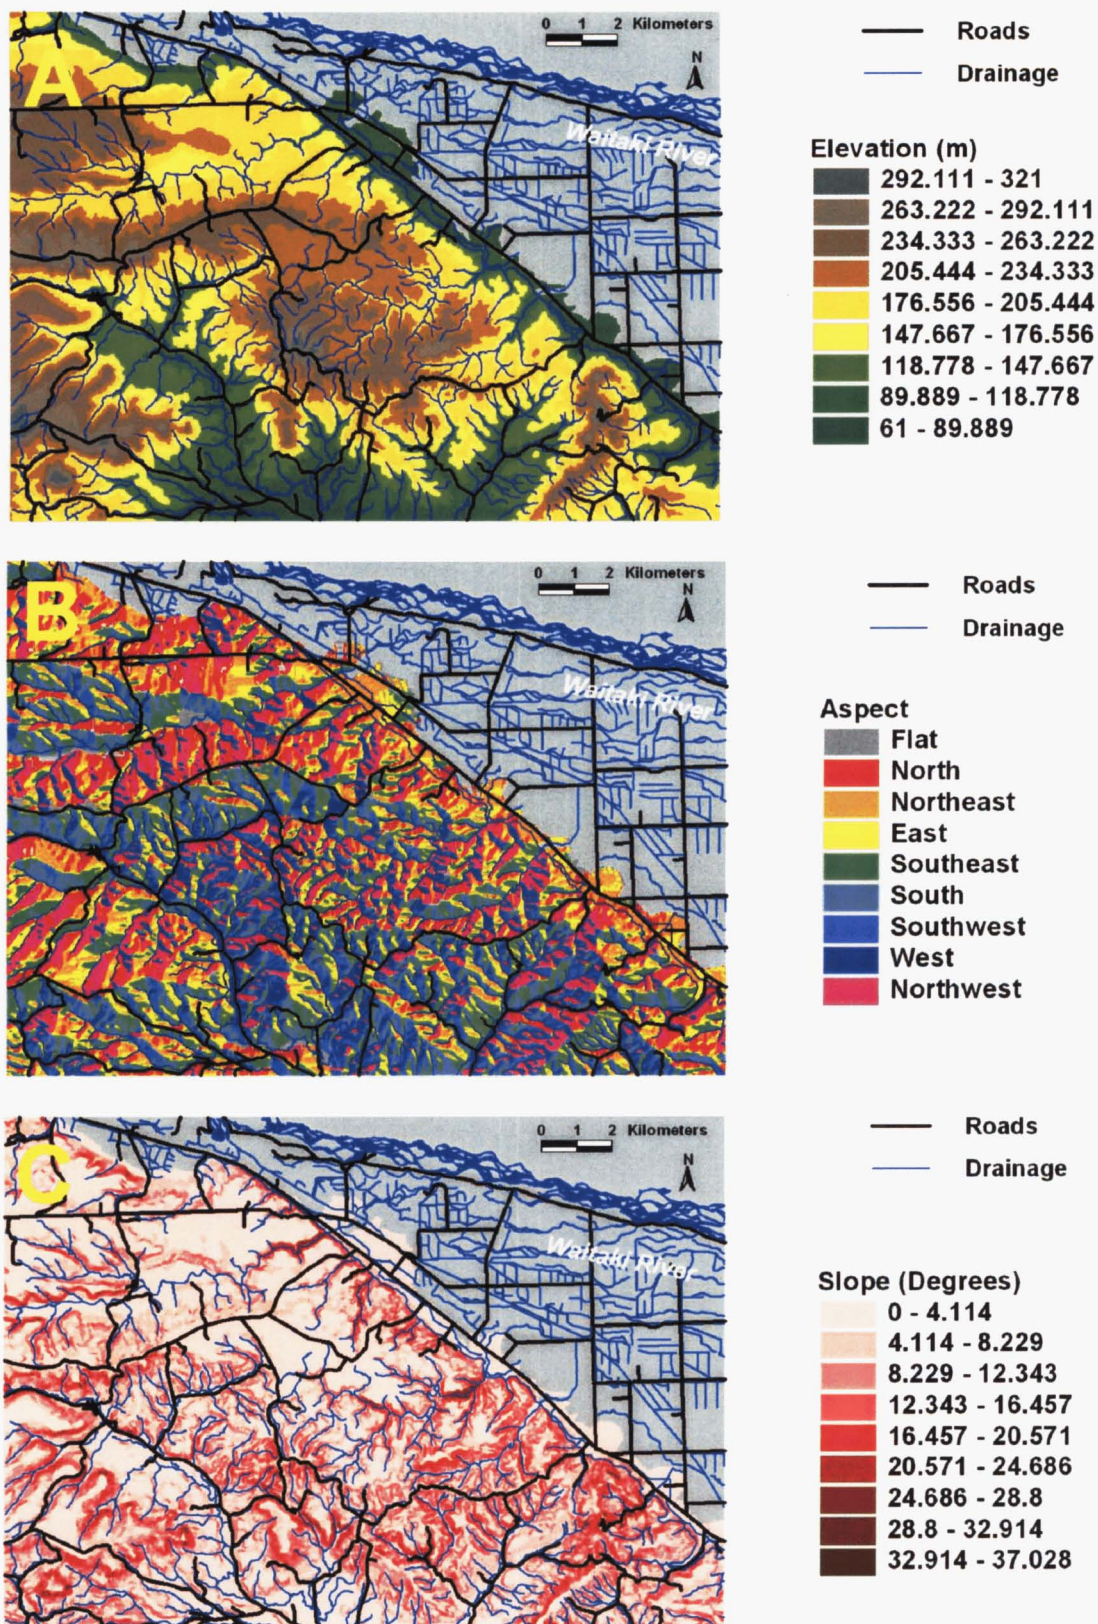 A
0 1 2 Kilometers
N
Waitaki River
Roads
Drainage
Elevation (m)
292.111 - 321
263.222 - 292.111
234.333 - 263.222
205.444 - 234.333
176.556 - 205.444
147.667 - 176.556
118.778 - 147.667
89.889 - 118.778
61 - 89.889
B
0 1 2 Kilometers
N
Waitaki River
Roads
Drainage
Aspect
Flat
North
Northeast
East
Southeast
South
Southwest
West
Northwest
C
0 1 2 Kilometers
N
Waitaki River
Roads
Drainage
Slope (Degrees)
0 - 4.114
4.114 - 8.229
8.229 - 12.343
12.343 - 16.457
16.457 - 20.571
20.571 - 24.686
24.686 - 28.8
28.8 - 32.914
32.914 - 37.028